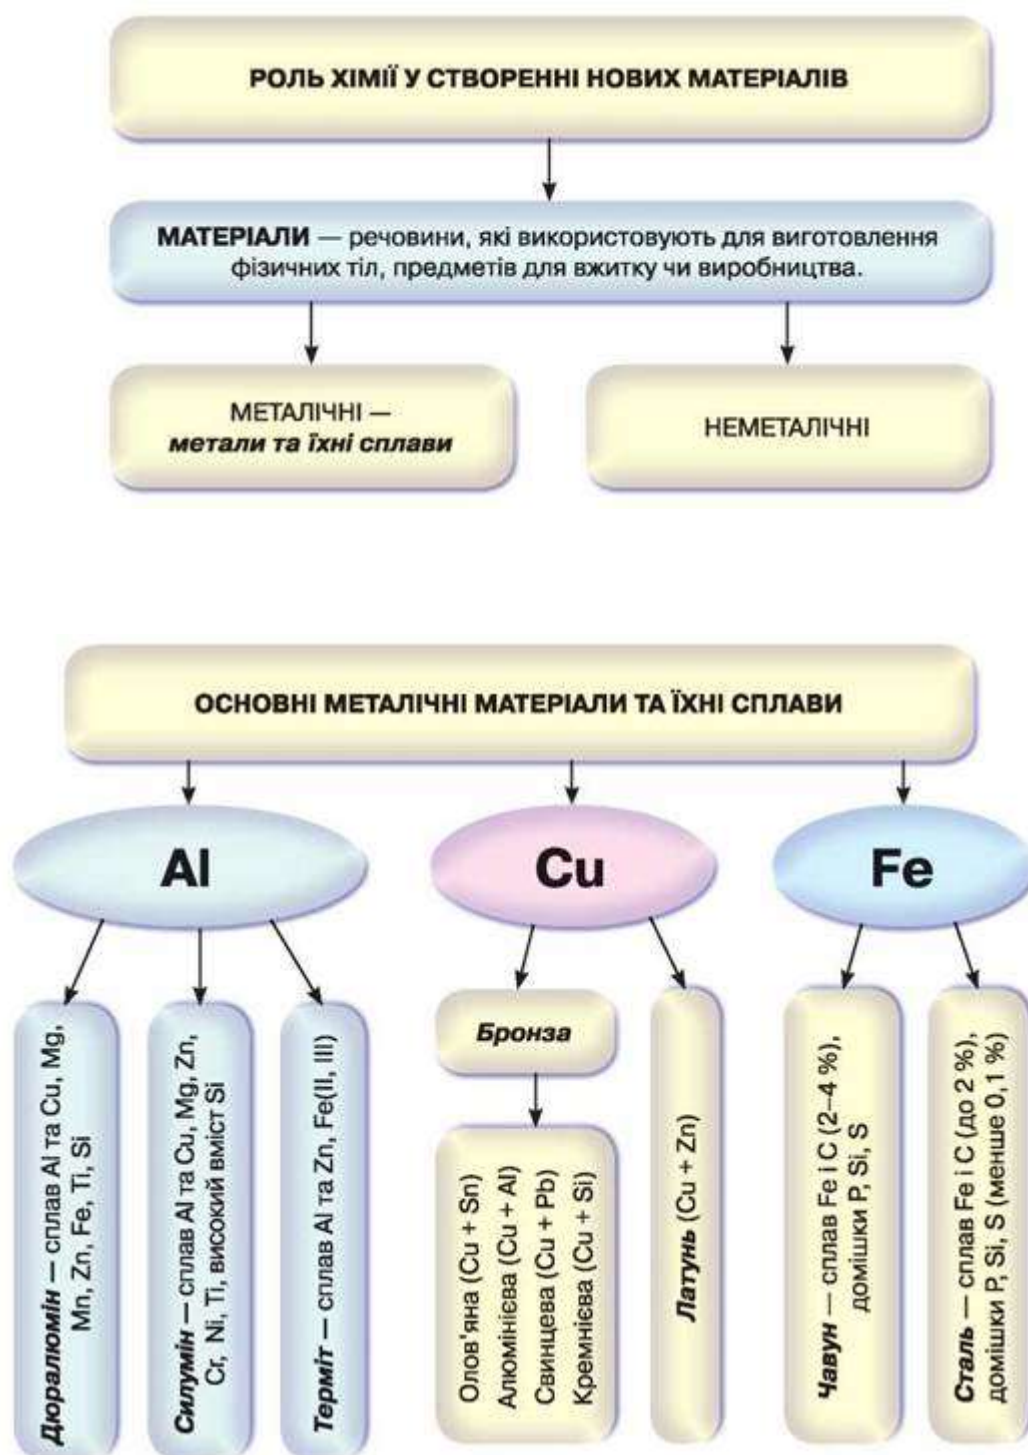 РОЛЬ ХІМІЇ У СТВОРЕННІ НОВИХ МАТЕРІАЛІВ
МАТЕРІАЛИ — речовини, які використовують для виготовлення
фізичних тіл, предметів для вжитку чи виробництва.
МЕТАЛІЧНІ —
метали та їхні сплави
НЕМЕТАЛІЧНІ
ОСНОВНІ МЕТАЛІЧНІ МАТЕРІАЛИ ТА ЇХНІ СПЛАВИ
Al
Cu
Fe
Дюралюмін — сплав Al та Cu, Mg,
Mn, Zn, Fe, Ti, Si
Силумін — сплав Al та Cu, Mg, Zn,
Cr, Ni, Ti, високий вміст Si
Терміт — сплав Al та Zn, Fe(II, III)
Бронза
Олов'яна (Cu + Sn)
Алюмінієва (Cu + Al)
Свинцева (Cu + Pb)
Кремнієва (Cu + Si)
Латунь (Cu + Zn)
Чавун — сплав Fe і C (2–4 %),
домішки P, Si, S
Сталь — сплав Fe і C (до 2 %),
домішки P, Si, S (менше 0,1 %)